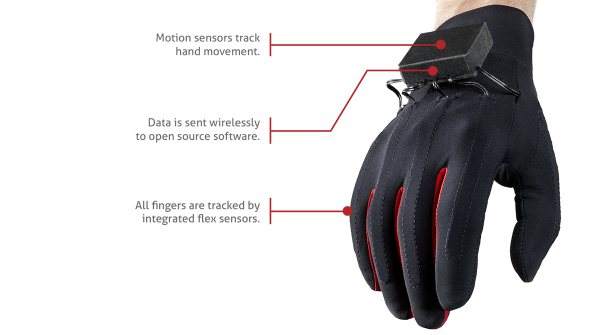 Motion sensors track
hand movement.
Data is sent wirelessly
to open source software.
All fingers are tracked by
integrated flex sensors.